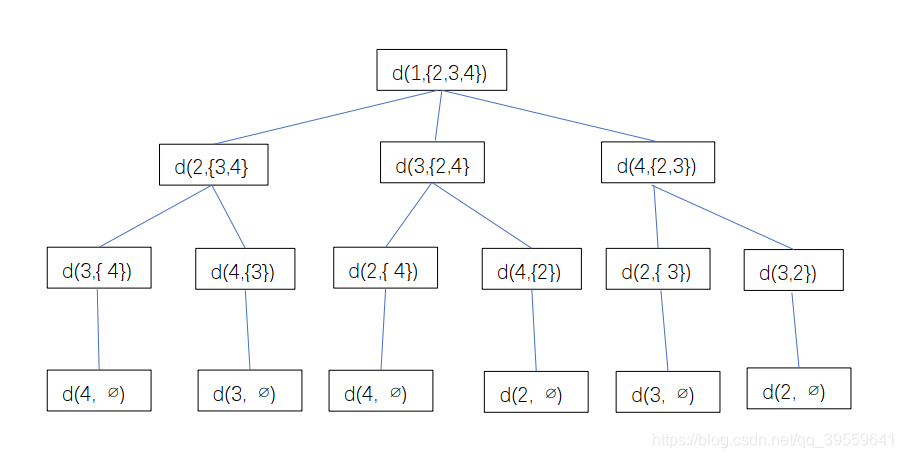 d(1,{2,3,4})
d(2,{3,4}
d(3,{2,4}
d(4,{2,3})
d(3,{ 4})
d(4,{3})
d(2,{ 4})
d(4,{2})
d(2,{ 3})
d(3,2})
d(4, ∅)
d(3, ∅)
d(4, ∅)
d(2, ∅)
d(3, ∅)
d(2, ∅)
https://blog.csdn.net/qq_39559641